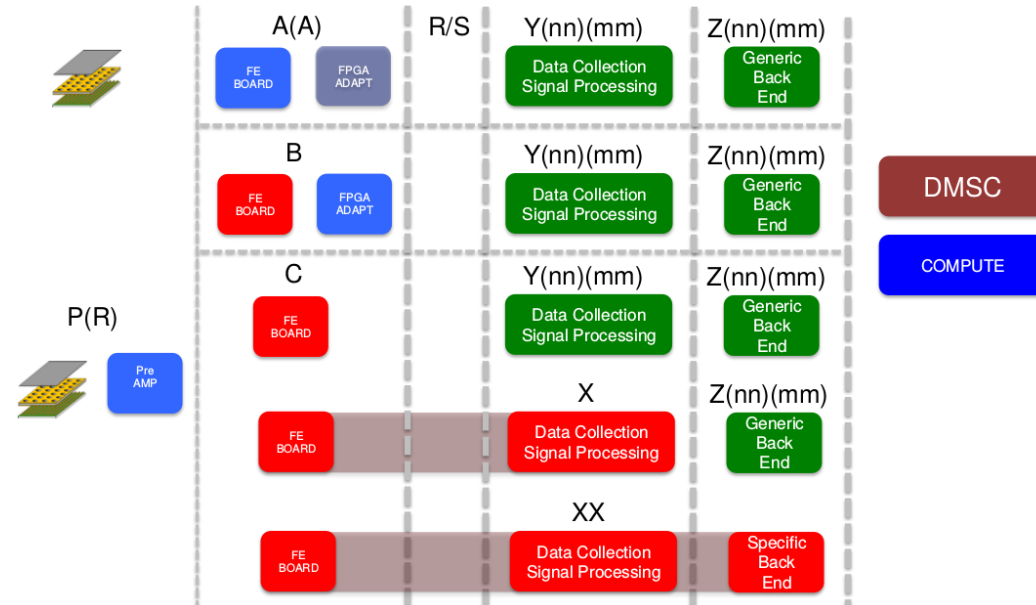 A(A)
R/S
Y(nn)(mm)
Z(nn)(mm)
FE
BOARD
FPGA
ADAPT
Data Collection
Signal Processing
Generic
Back
End
B
Y(nn)(mm)
Z(nn)(mm)
FE
BOARD
FPGA
ADAPT
Data Collection
Signal Processing
Generic
Back
End
DMSC
COMPUTE
C
Y(nn)(mm)
Z(nn)(mm)
FE
BOARD
Data Collection
Signal Processing
Generic
Back
End
P(R)
Pre
AMP
X
Z(nn)(mm)
FE
BOARD
Data Collection
Signal Processing
Generic
Back
End
XX
FE
BOARD
Data Collection
Signal Processing
Specific
Back
End